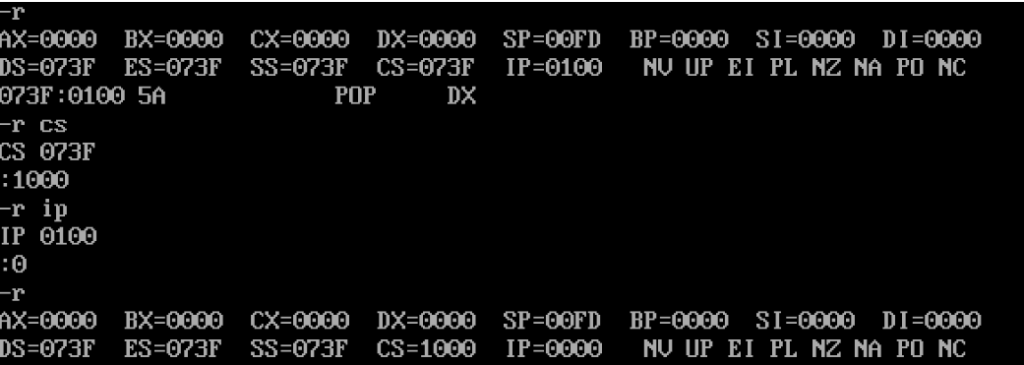 -r
AX=0000 BX=0000 CX=0000 DX=0000 SP=00FD BP=0000 SI=0000 DI=0000
DS=073F ES=073F SS=073F CS=073F IP=0100 NV UP EI PL NZ NA PO NC
073F:0100 5A POP DX
-r cs
CS 073F
:1000
-r ip
IP 0100
:0
-r
AX=0000 BX=0000 CX=0000 DX=0000 SP=00FD BP=0000 SI=0000 DI=0000
DS=073F ES=073F SS=073F CS=1000 IP=0000 NV UP EI PL NZ NA PO NC